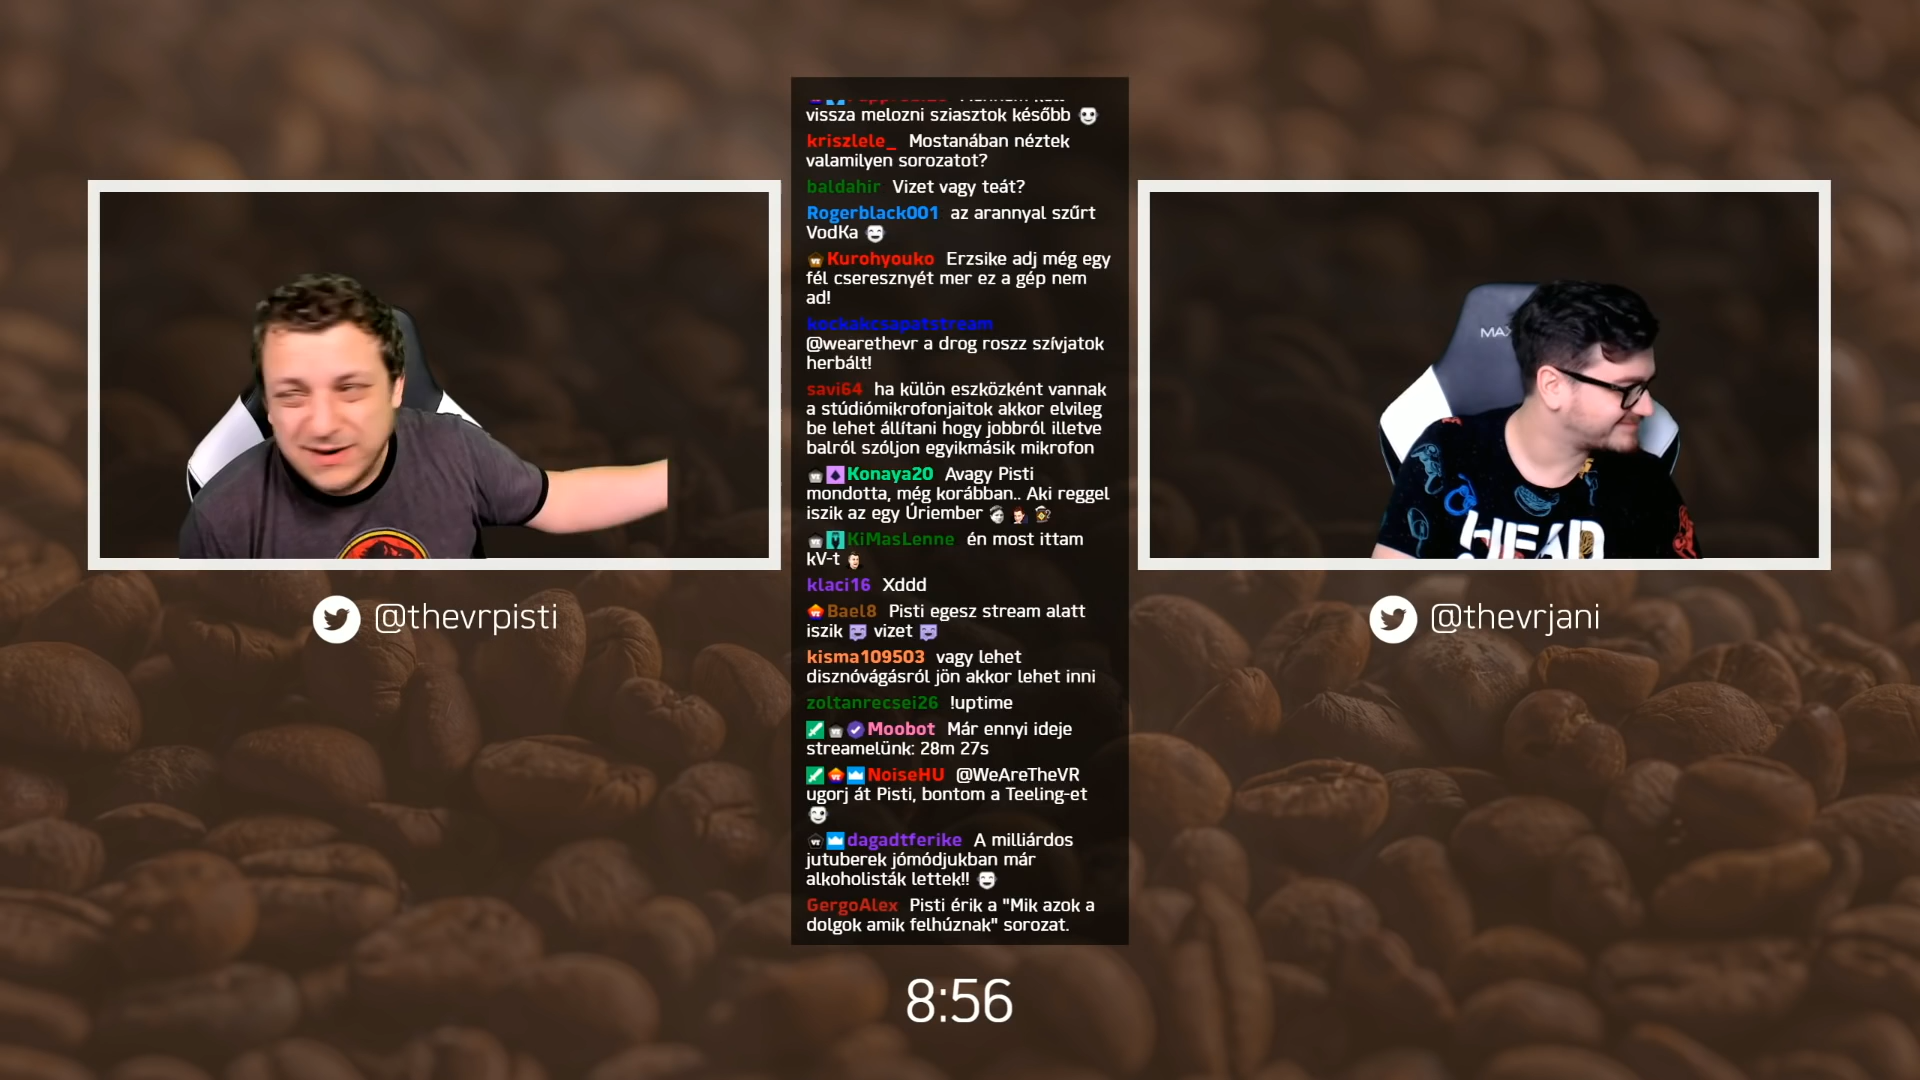 vissza melozni sziasztok később
kriszlele_ Mostanában néztek
valamilyen sorozatot?
baldahir Vizet vagy teát?
Rogerblack001 az arannyal szűrt
VodKa
Kurohyouko Erzsike adj még egy
fél cseresznyét mer ez a gép nem
ad!
kockakcsapatstream
@wearethevr a drog roszz szívjatok
herbált!
savi64 ha külön eszközként vannak
a stúdiómikrofonjaitok akkor elvileg
be lehet állítani hogy jobbról illetve
balról szóljon egyikmásik mikrofon
Konaya20 Avagy Pisti
mondotta, még korábban.. Aki reggel
iszik az egy Úriember
KiMasLenne én most ittam
kV-t
klaci16 Xddd
Bael8 Pisti egesz stream alatt
iszik vizet
kisma109503 vagy lehet
disznóvágásról jön akkor lehet inni
zoltanrecsei26 !uptime
Moobot Már ennyi ideje
streamelünk: 28m 27s
NoiseHU @WeAreTheVR
ugorj át Pisti, bontom a Teeling-et
dagadtferike A milliárdos
jutuberek jómódjukban már
alkoholisták lettek!!
GergoAlex Pisti érik a "Mik azok a
dolgok amik felhúznak" sorozat.
@thevrpisti
MAX
HEAD
@thevrjani
8:56